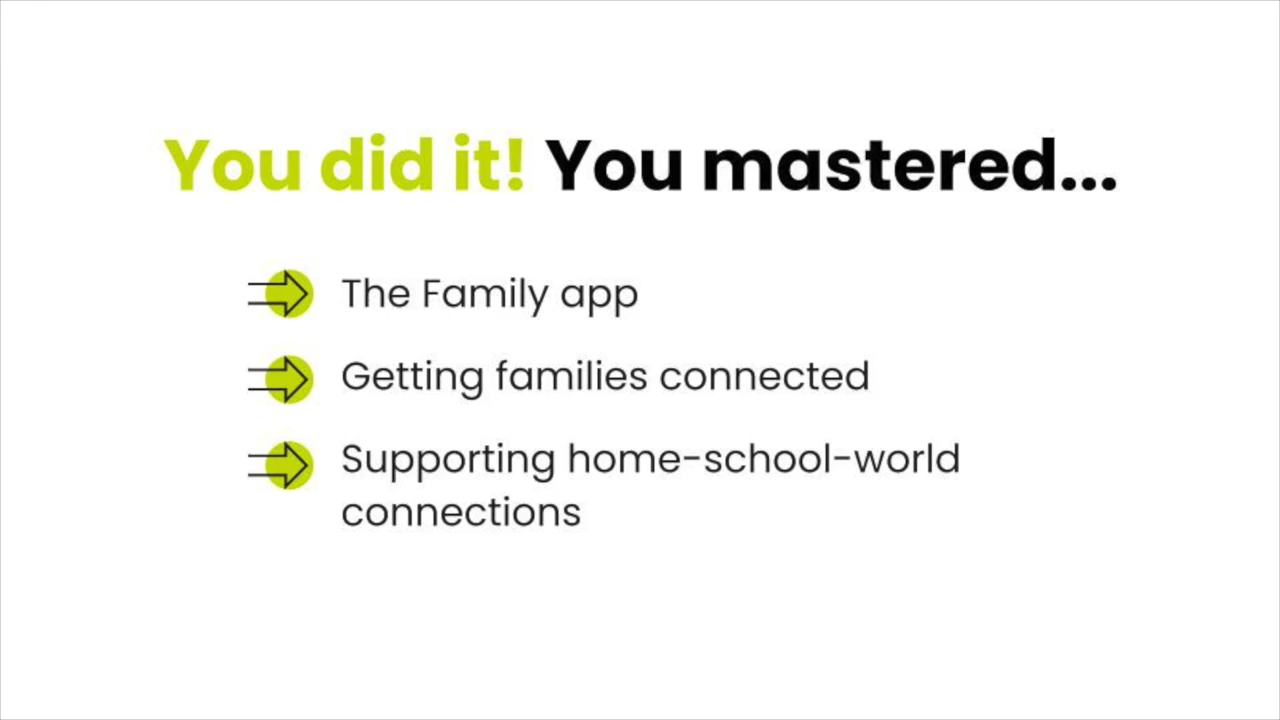 You did it! You mastered...
The Family app
Getting families connected
Supporting home-school-world
connections